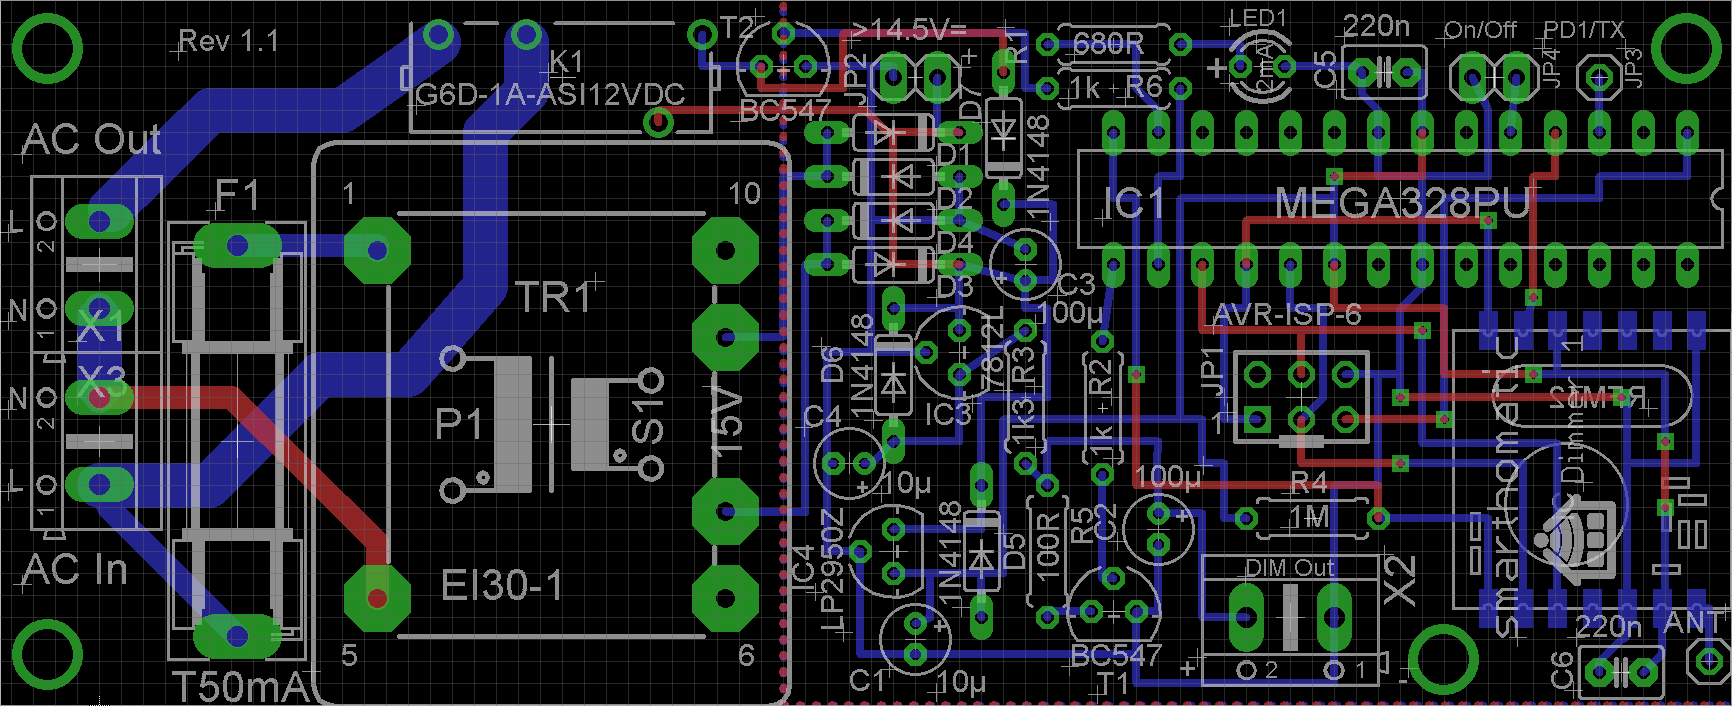 Rev 1.1
K1
G6D-1A-ASI12VDC
T2
BC547
>14.5V=
JP2
+
D7
1N4148
R1
680R
1k
R6
LED1
2mA
+
220n
C5
On/Off
JP4
PD1/TX
JP3
AC Out
F1
1
10
L
2
N
1
X1
X3
N
2
L
1
AC In
T50mA
TR1
P1
S1
15V
EI30-1
5
6
D1
D2
D4
D3
C3
100µ
IC1
MEGA328PU
AVR-ISP-6
JP1
1
D6
1N4148
7812L
IC3
R3
1k3
R2
1k
C4
10µ
+
IC4
LP2950Z
1N4148
D5
100R
R5
C2
100µ
+
R4
1M
DIM Out
X2
+
2
1
-
BC547
T1
C1
10µ
+
RFM12S
1
smarthomatic
Dimmer
220n
C6
ANT